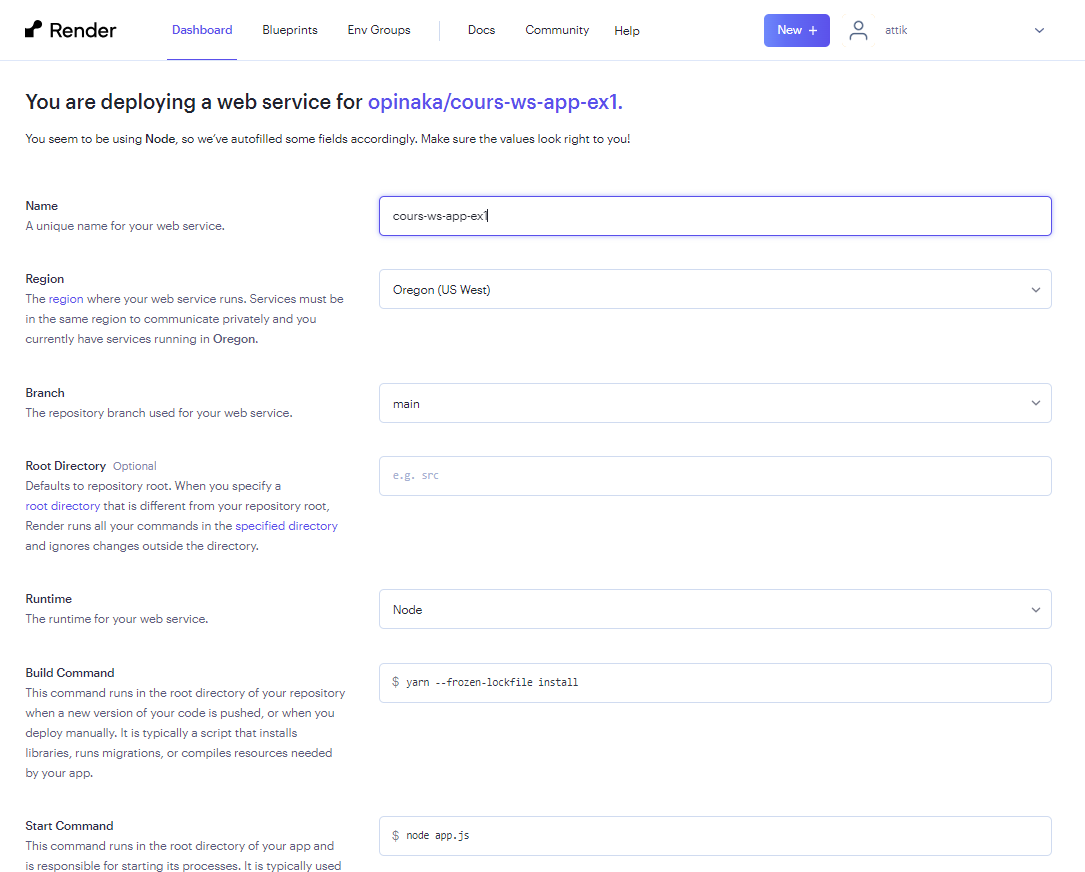 Render
Dashboard
Blueprints
Env Groups
Docs
Community
Help
New +
attik
You are deploying a web service for opinaka/cours-ws-app-ex1.
You seem to be using Node, so we've autofilled some fields accordingly. Make sure the values look right to you!
Name
A unique name for your web service.
cours-ws-app-ex1
Region
The region where your web service runs. Services must be
in the same region to communicate privately and you
currently have services running in Oregon.
Oregon (US West)
Branch
The repository branch used for your web service.
main
Root Directory Optional
Defaults to repository root. When you specify a
root directory that is different from your repository root,
Render runs all your commands in the specified directory
and ignores changes outside the directory.
e.g. src
Runtime
The runtime for your web service.
Node
Build Command
This command runs in the root directory of your repository
when a new version of your code is pushed, or when you
deploy manually. It is typically a script that installs
libraries, runs migrations, or compiles resources needed
by your app.
$ yarn --frozen-lockfile install
Start Command
This command runs in the root directory of your app and
is responsible for starting its processes. It is typically used
$ node app.js